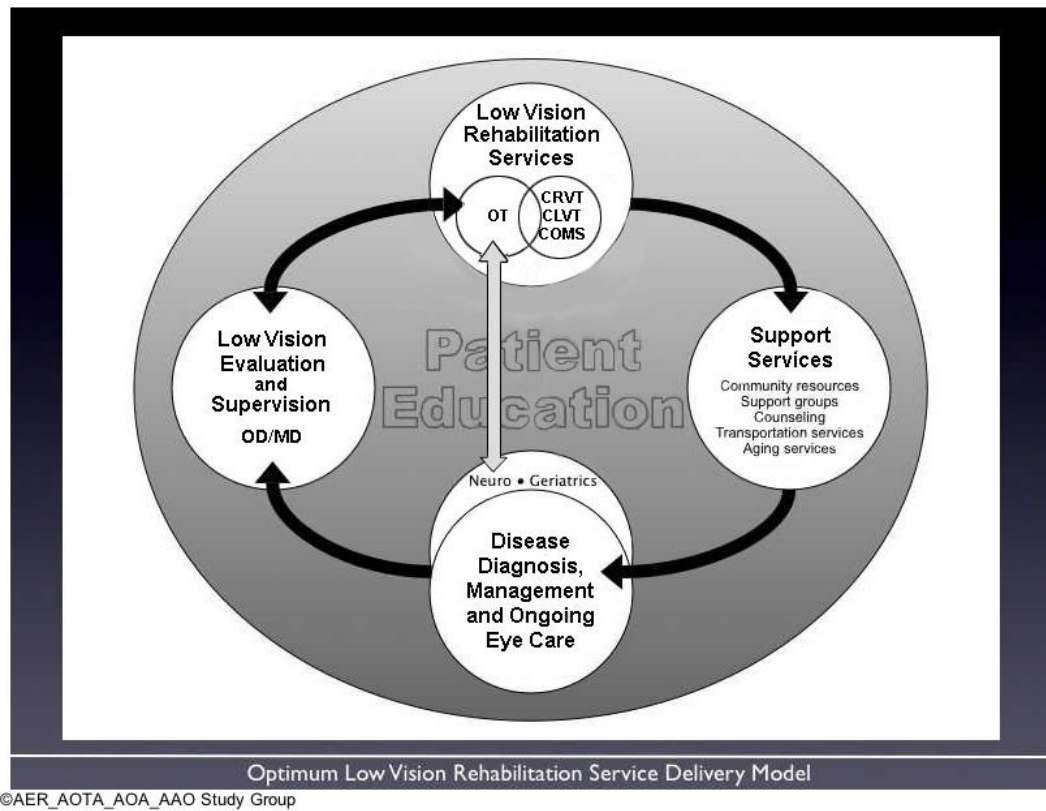 Low Vision
Rehabilitation
Services
OT
CRVT
CLVT
COMS
Low Vision
Evaluation
and
Supervision
OD/MD
Patient
Education
Support
Services
Community resources
Support groups
Counseling
Transportation services
Aging services
Neuro • Geriatrics
Disease
Diagnosis,
Management
and Ongoing
Eye Care
Optimum Low Vision Rehabilitation Service Delivery Model
©AER_AOTA_AOA_AAO Study Group